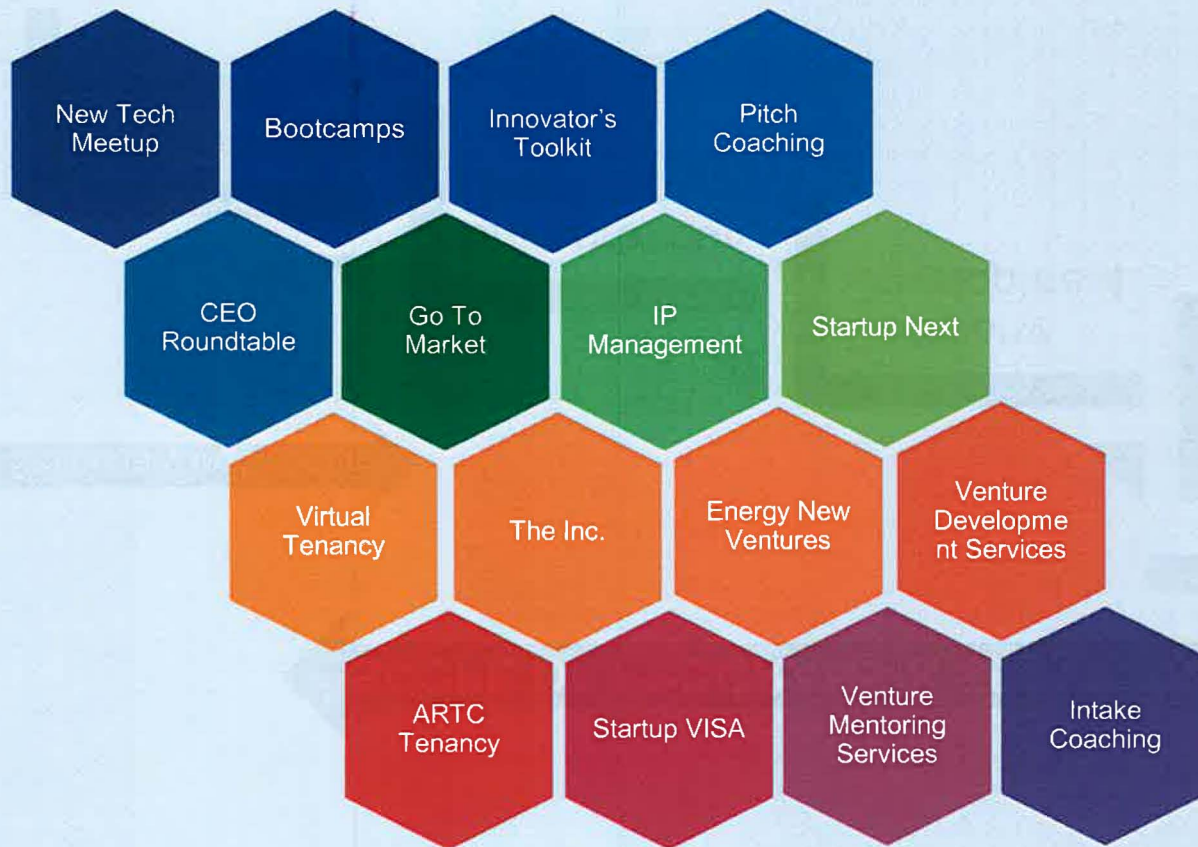 New Tech
Meetup
Bootcamps
Innovator's
Toolkit
Pitch
Coaching
CEO
Roundtable
Go To
Market
IP
Management
Startup Next
Virtual
Tenancy
The Inc.
Energy New
Ventures
Venture
Developme
nt Services
ARTC
Tenancy
Startup VISA
Venture
Mentoring
Services
Intake
Coaching